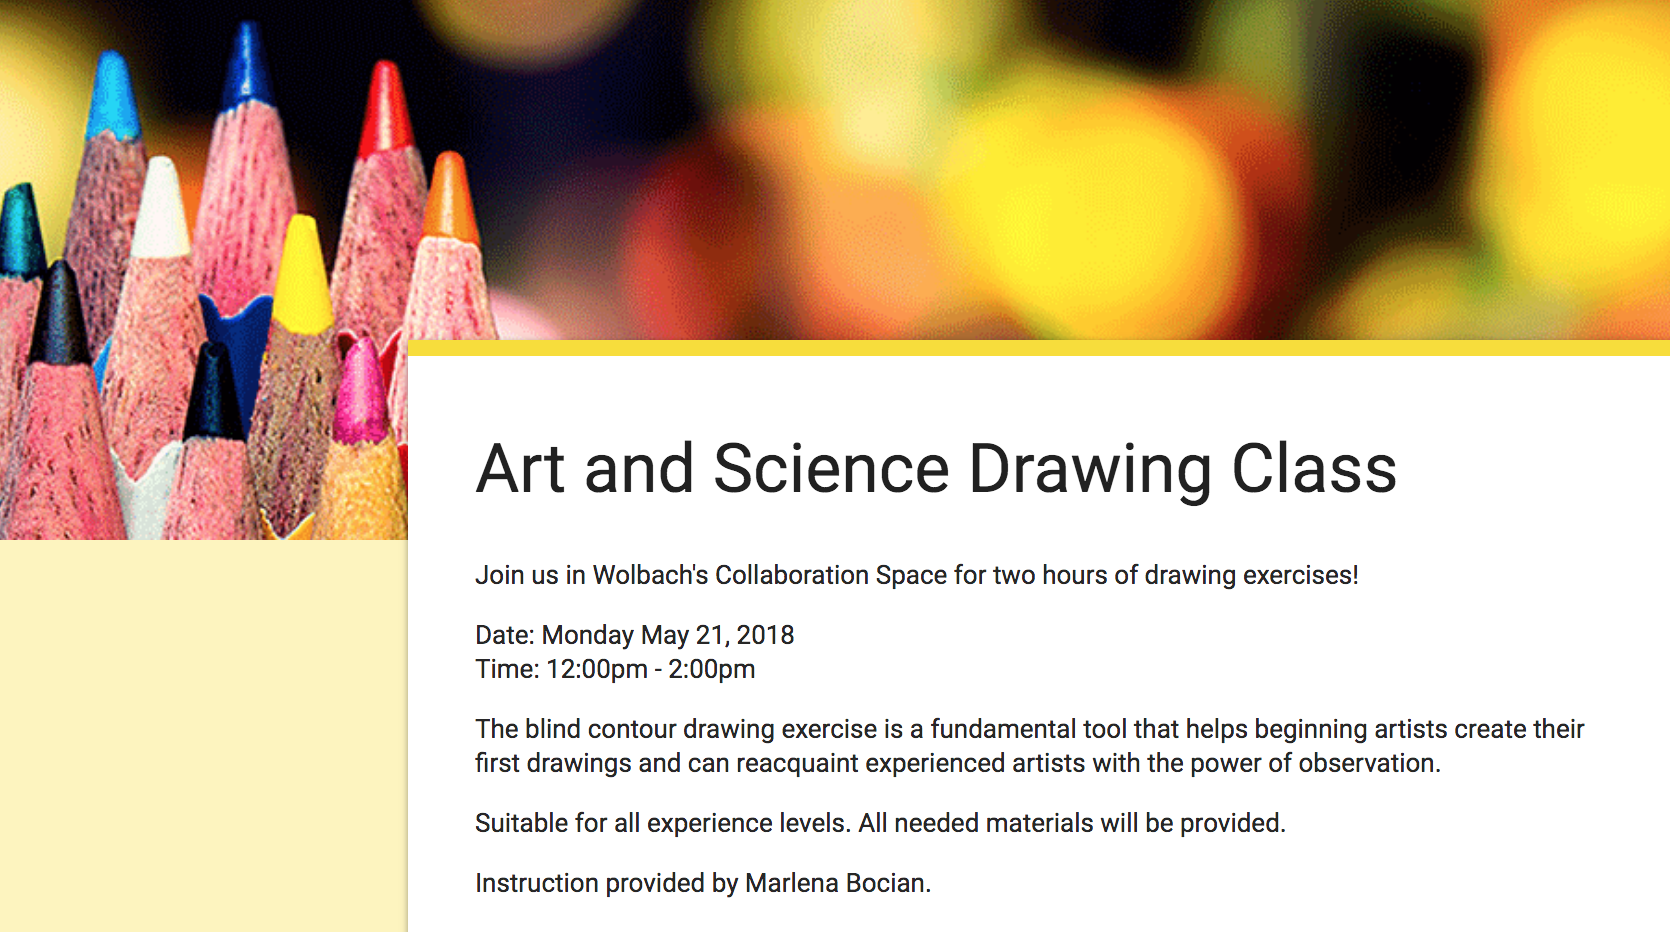 Art and Science Drawing Class
Join us in Wolbach's Collaboration Space for two hours of drawing exercises!
Date: Monday May 21, 2018
Time: 12:00pm - 2:00pm
The blind contour drawing exercise is a fundamental tool that helps beginning artists create their
first drawings and can reacquaint experienced artists with the power of observation.
Suitable for all experience levels. All needed materials will be provided.
Instruction provided by Marlena Bocian.